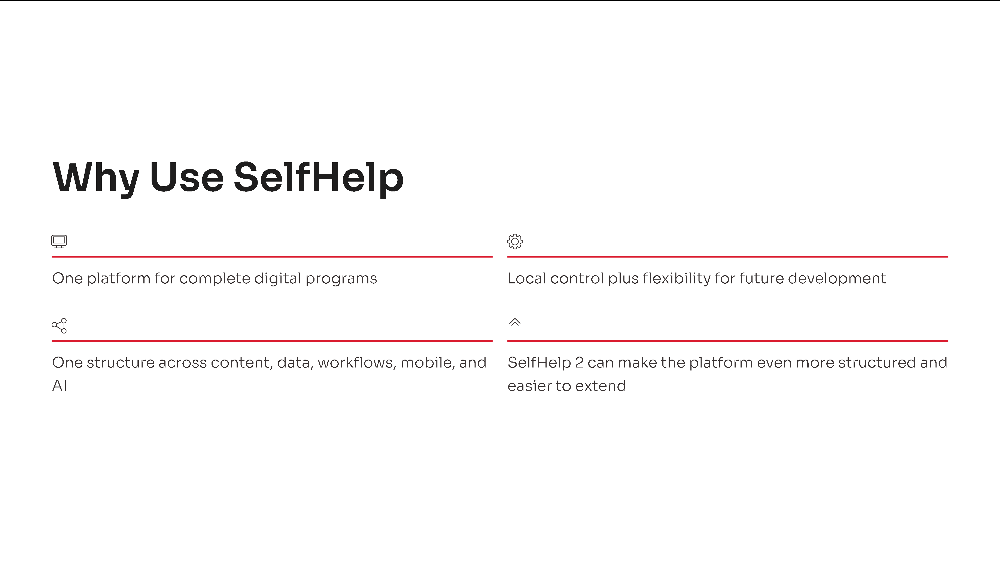 Why Use SelfHelp
One platform for complete digital programs
Local control plus flexibility for future development
One structure across content, data, workflows, mobile, and
AI
SelfHelp 2 can make the platform even more structured and
easier to extend